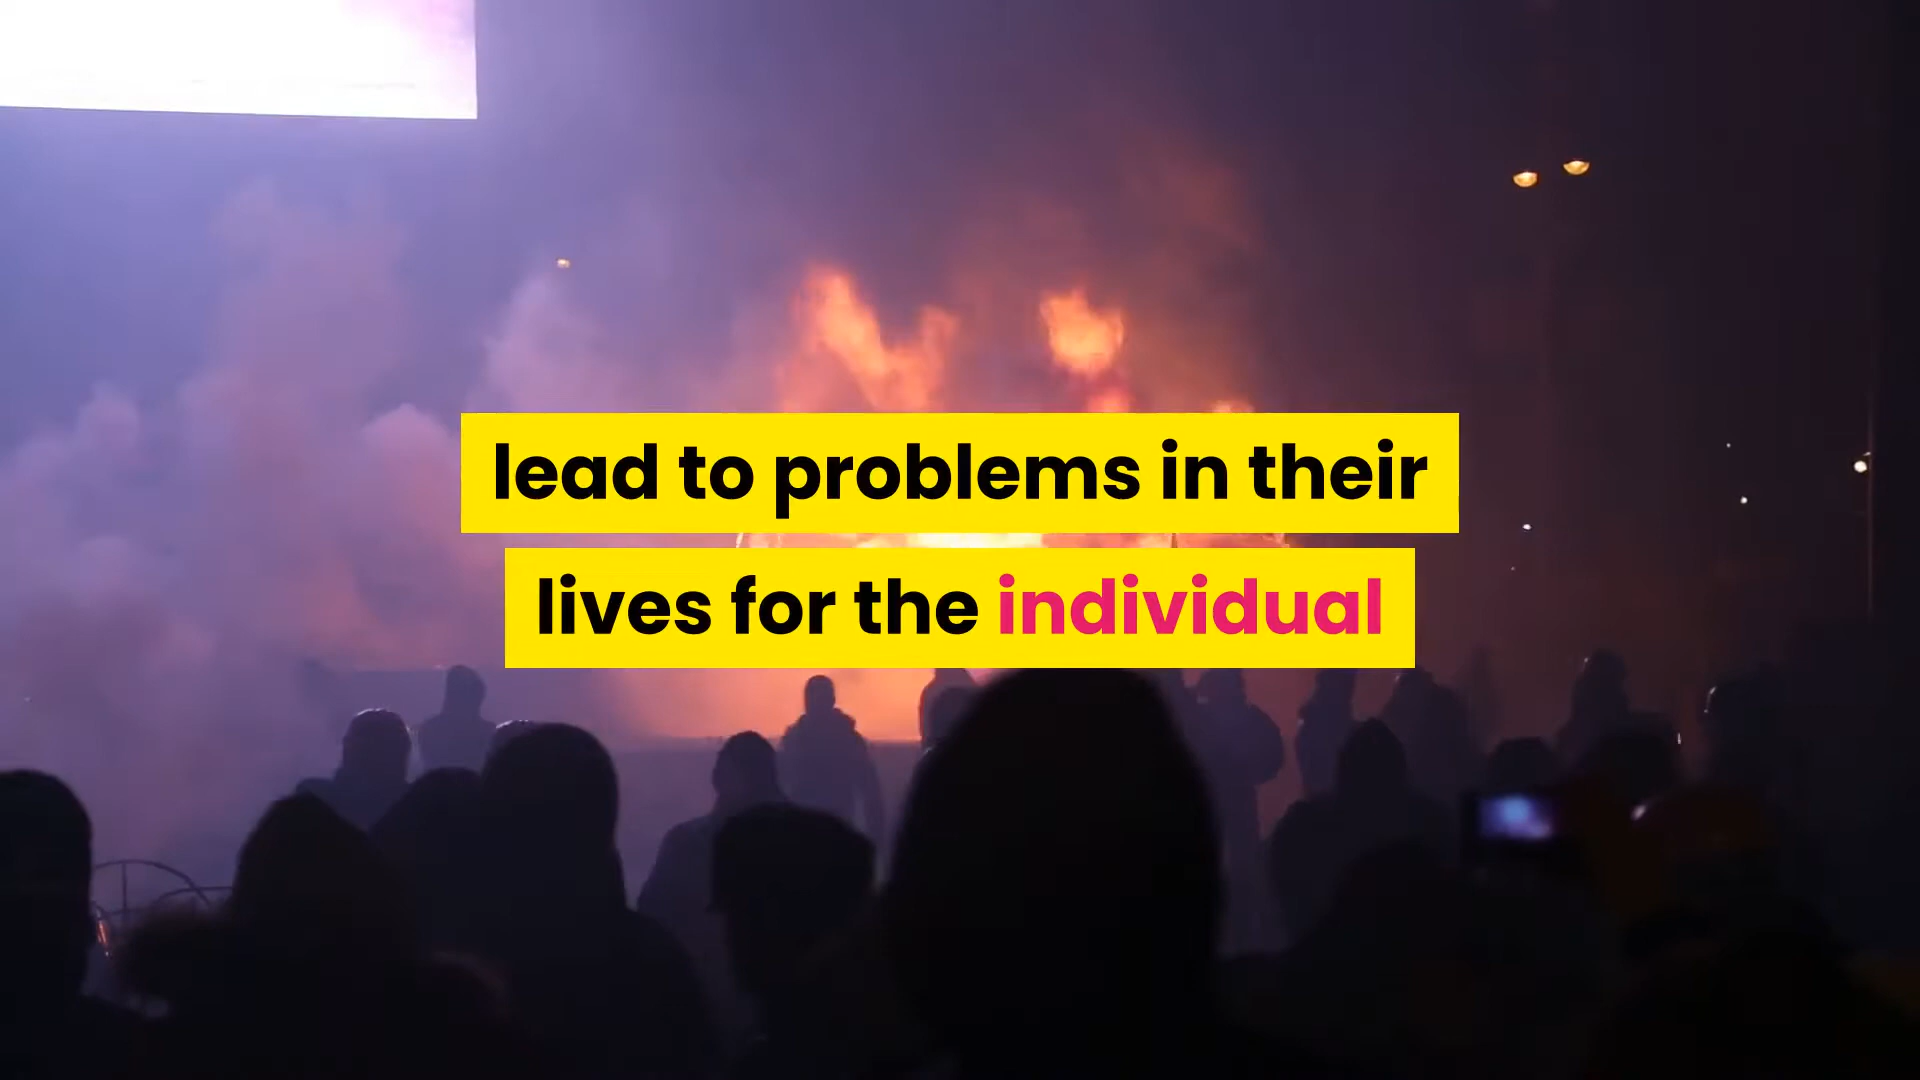 lead to problems in their
lives for the individual